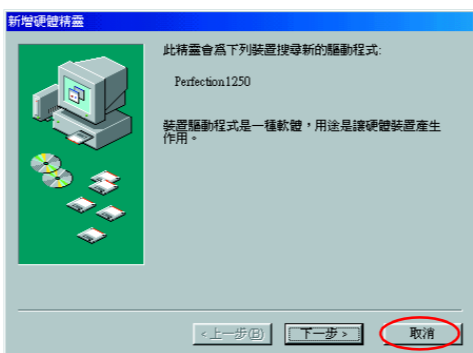 新增硬體精靈
此精靈會為下列裝置搜尋新的驅動程式:
Perfection1250
裝置驅動程式是一種軟體，用途是讓硬體裝置產生
作用。
<上一步(B)
下一步 >
取消